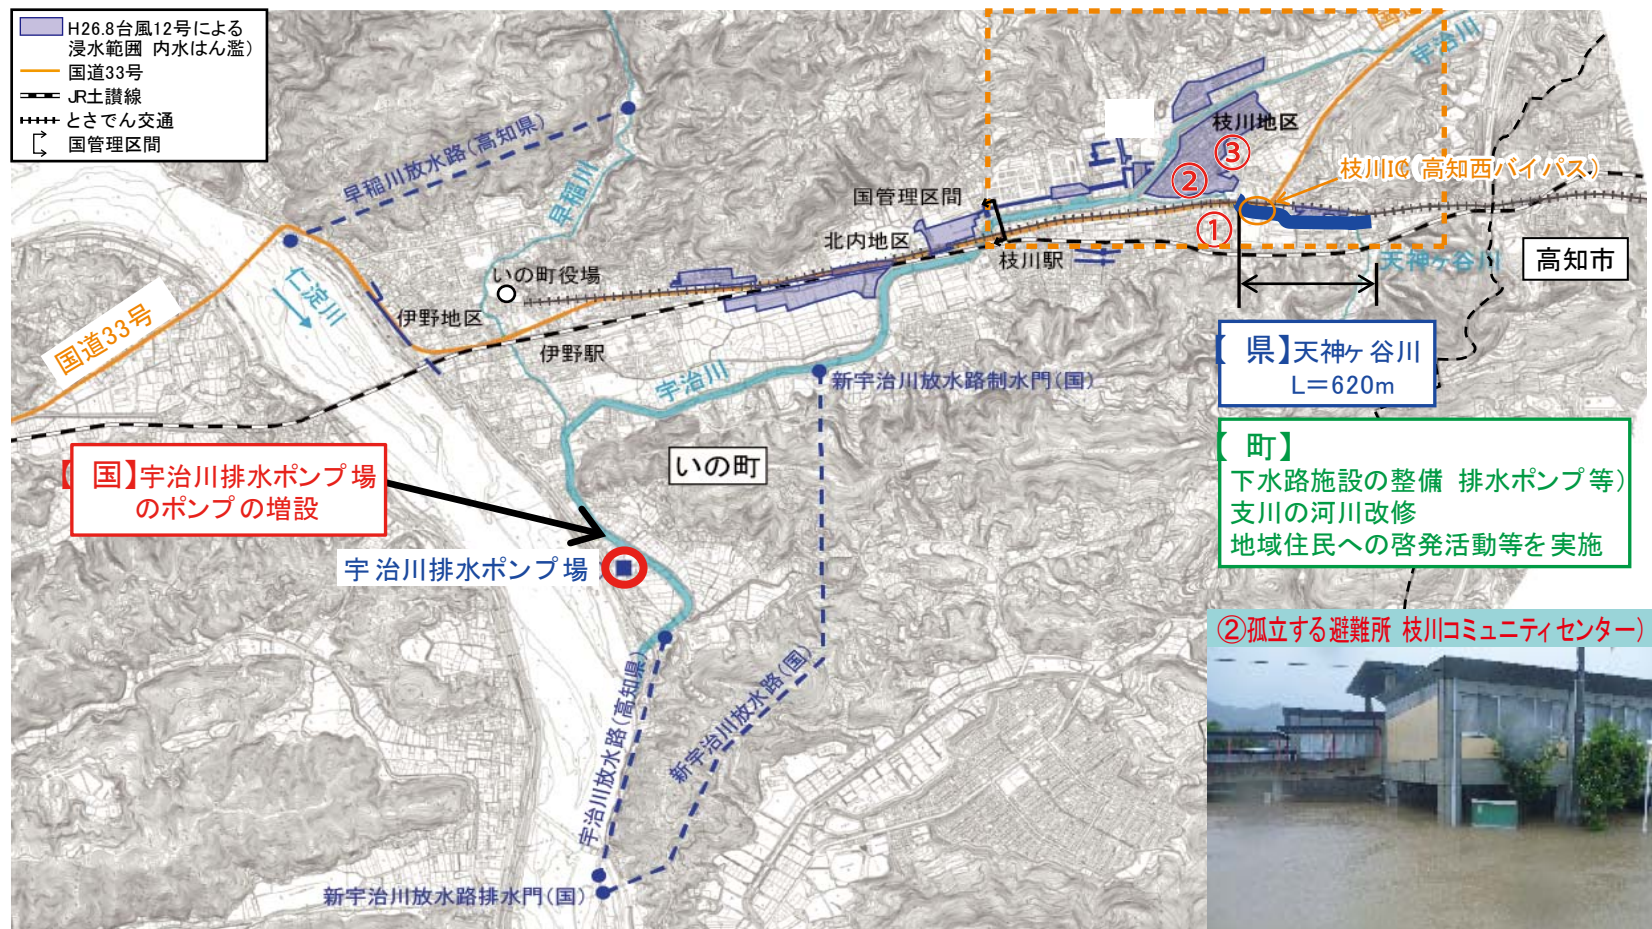 H26.8台風12号による
浸水範囲 内水はん濫)
国道33号
JR土讃線
とさでん交通
国管理区間
国道
宇治川
早稲川放水路(高知県)
早稲川
枝川地区
③
②
①
枝川IC(高知西バイパス)
国管理区間
北内地区
枝川駅
天神ヶ谷川
高知市
いの町役場
仁淀川
伊野地区
国道33号
伊野駅
宇治川
新宇治川放水路制水門(国)
【 県】天神ヶ谷川
L=620m
【 町】
下水路施設の整備 排水ポンプ等)
支川の河川改修
地域住民への啓発活動等を実施
いの町
【 国】宇治川排水ポンプ場
のポンプの増設
宇治川排水ポンプ場
②孤立する避難所 枝川コミュニティセンター)
宇治川放水路(高知県)
新宇治川放水路(国)
新宇治川放水路排水門(国)